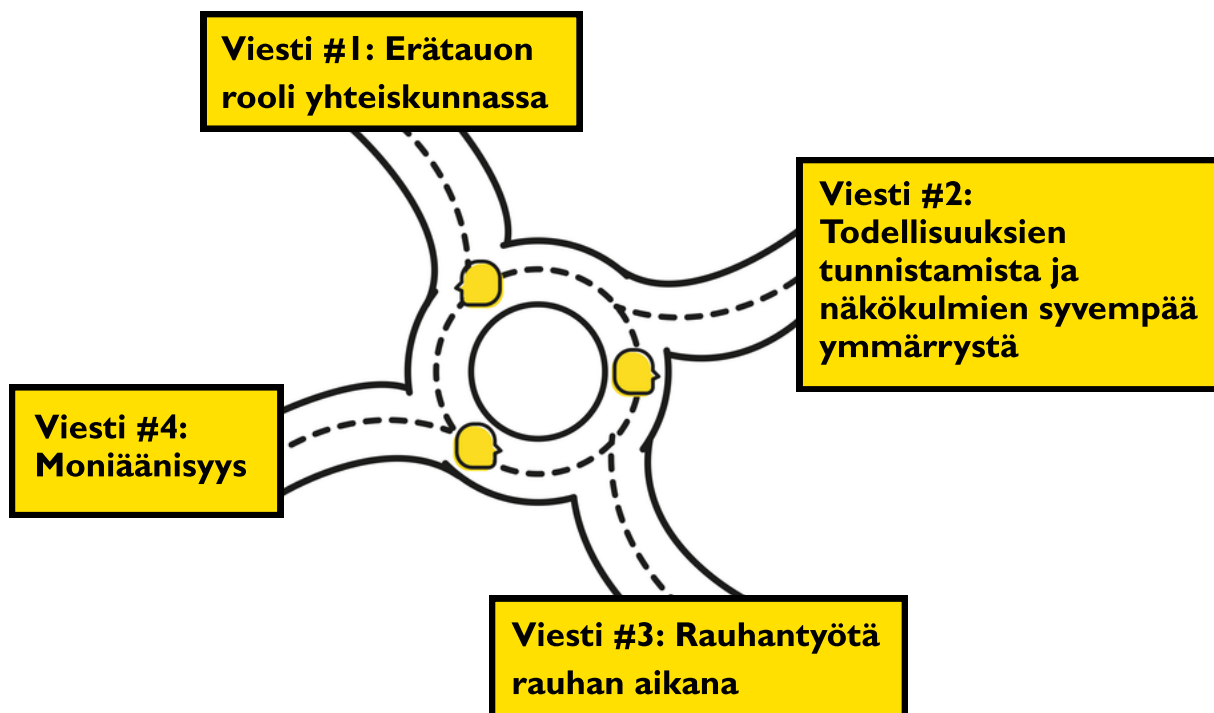 Viesti #1: Erätauon
rooli yhteiskunnassa
Viesti #2:
Todellisuuksien
tunnistamista ja
näkökulmien syvempää
ymmärrystä
Viesti #3: Rauhantyötä
rauhan aikana
Viesti #4:
Moniäänisyys